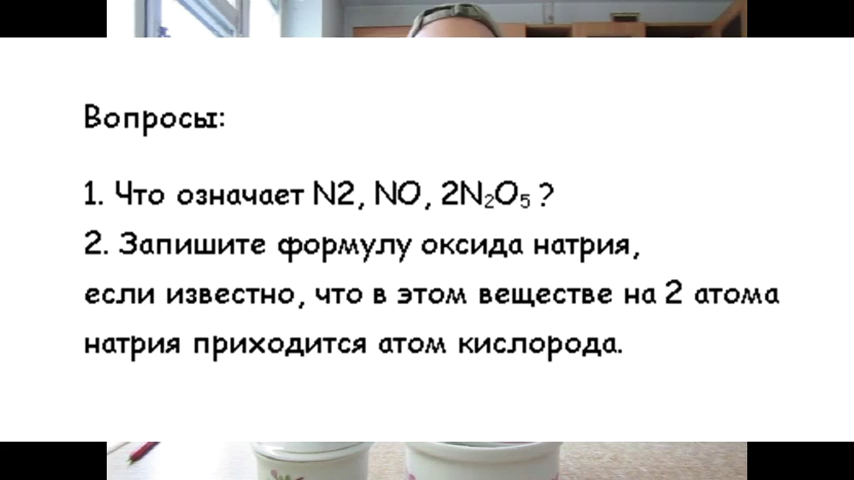 Вопросы:
1. Что означает N2, NO, 2N₂O₅ ?
2. Запишите формулу оксида натрия,
если известно, что в этом веществе на 2 атома
натрия приходится атом кислорода.